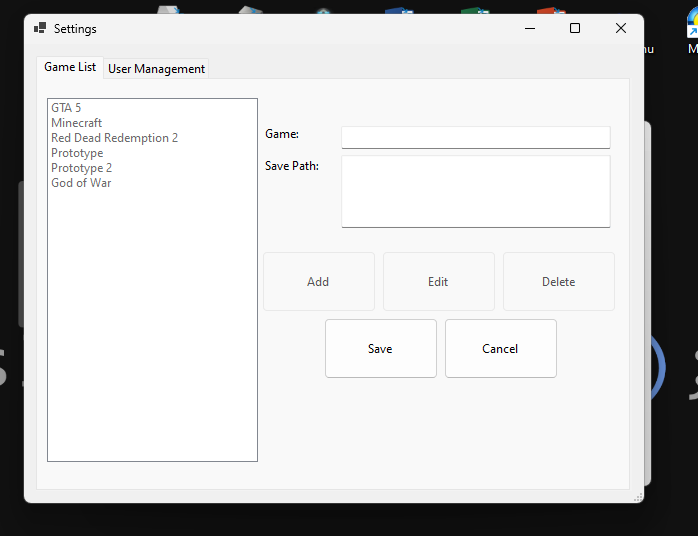 Settings
Game List
User Management
GTA 5
Minecraft
Red Dead Redemption 2
Prototype
Prototype 2
God of War
Game:
Save Path:
Add
Edit
Delete
Save
Cancel